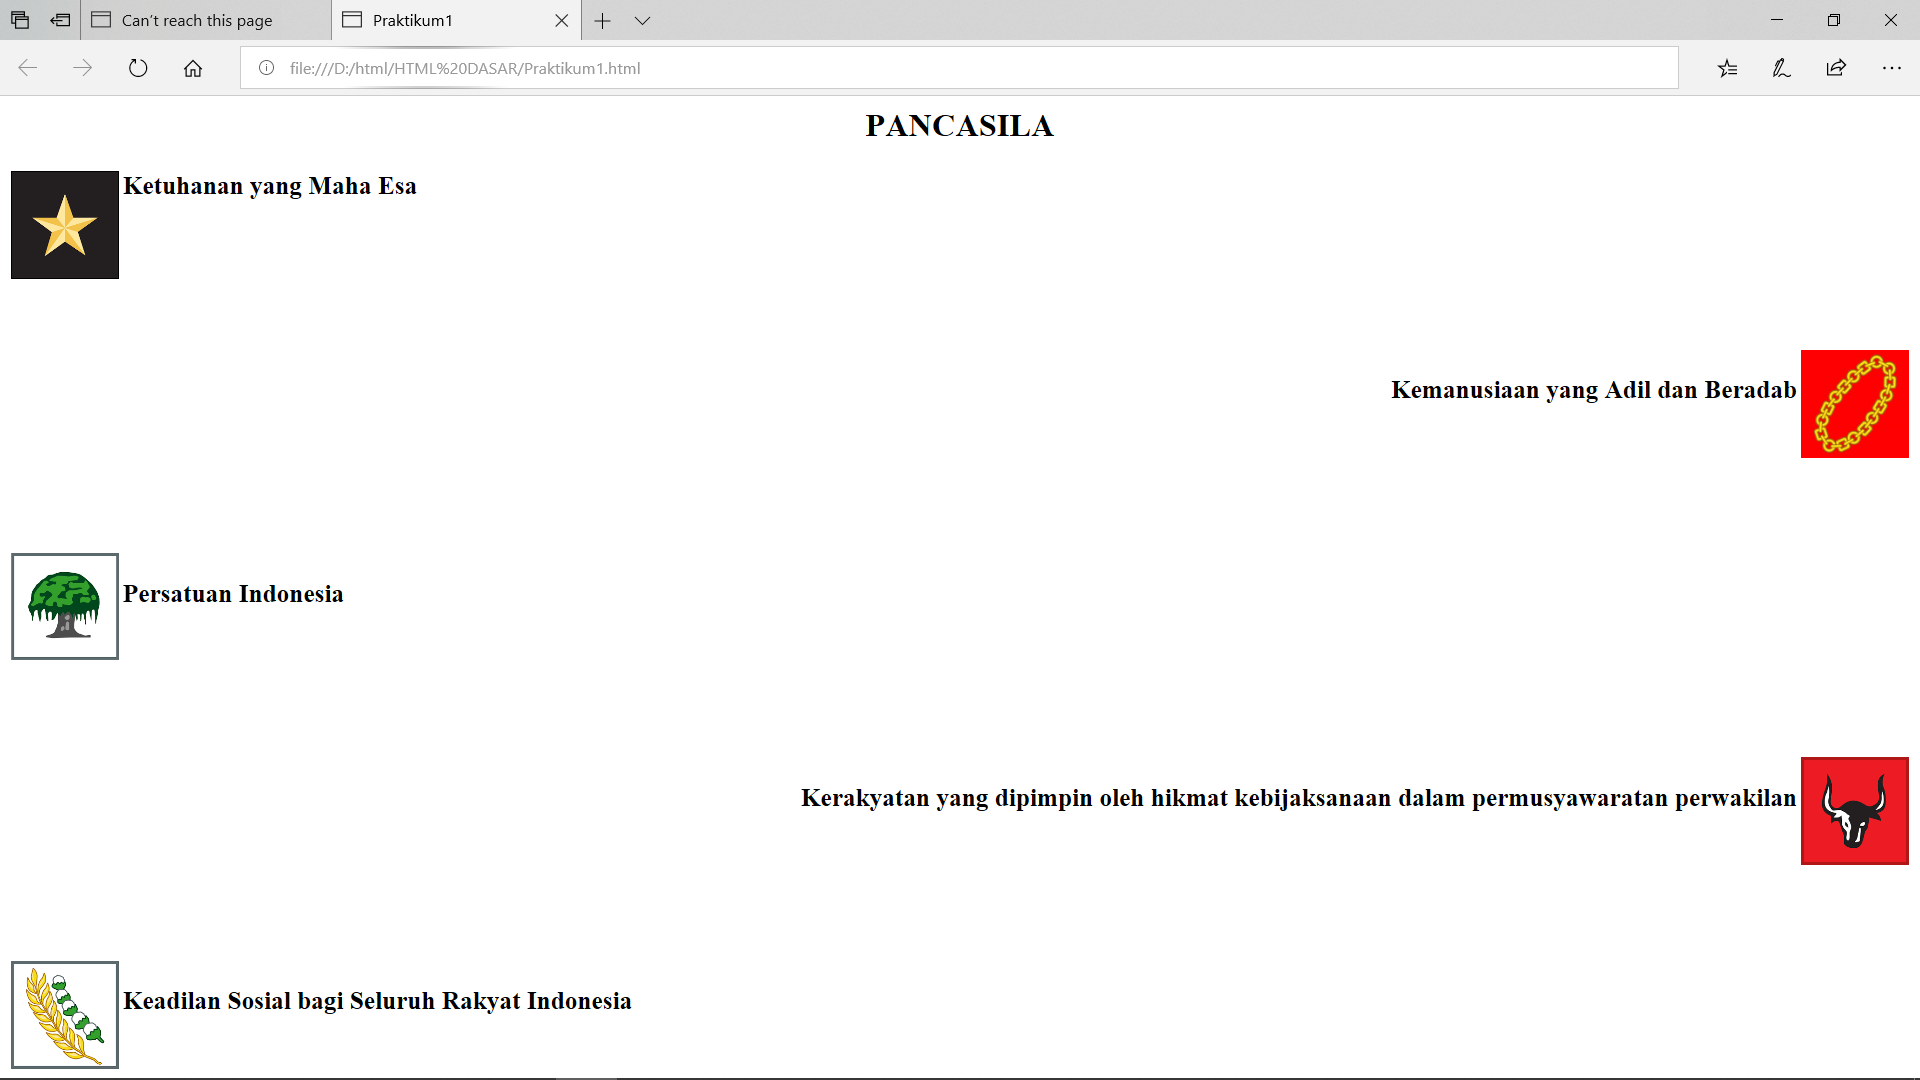 Can't reach this page
Praktikum1
file:///D:/html/HTML%20DASAR/Praktikum1.html
PANCASILA
Ketuhanan yang Maha Esa
Kemanusiaan yang Adil dan Beradab
Persatuan Indonesia
Kerakyatan yang dipimpin oleh hikmat kebijaksanaan dalam permusyawaratan perwakilan
Keadilan Sosial bagi Seluruh Rakyat Indonesia